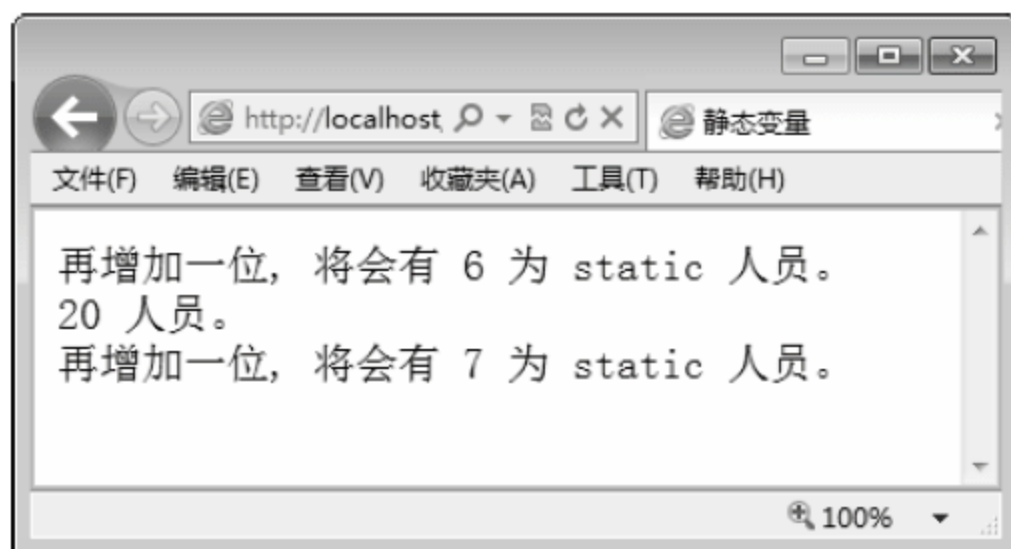 http://localhost
静态变量
文件(F) 编辑(E) 查看(V) 收藏夹(A) 工具(T) 帮助(H)
再增加一位, 将会有 6 为 static 人员。
20 人员。
再增加一位, 将会有 7 为 static 人员。
100%